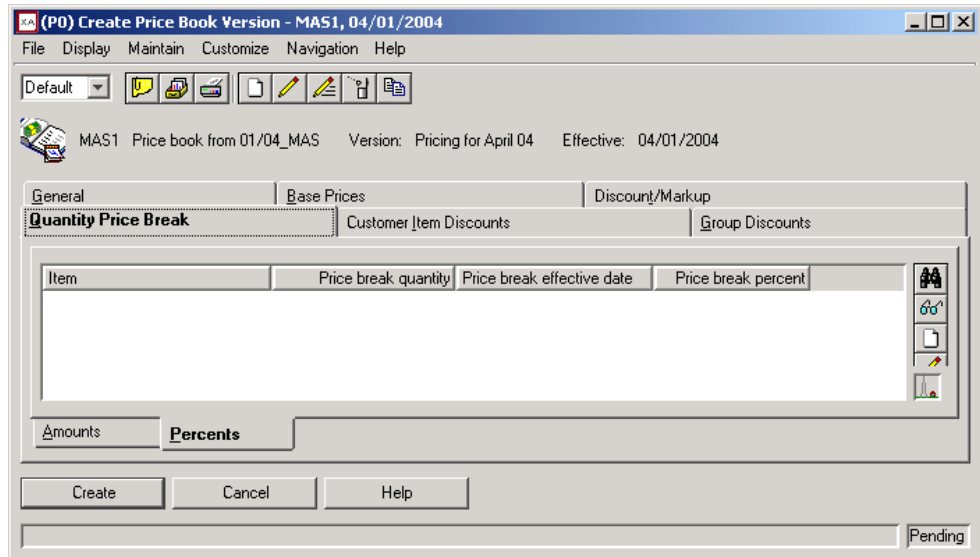 XA (P0) Create Price Book Version - MAS1, 04/01/2004
File Display Maintain Customize Navigation Help
Default
MAS1 Price book from 01/04_MAS Version: Pricing for April 04 Effective: 04/01/2004
General Base Prices Discount/Markup
Quantity Price Break Customer Item Discounts Group Discounts
Item Price break quantity Price break effective date Price break percent
Amounts Percents
Create Cancel Help
Pending